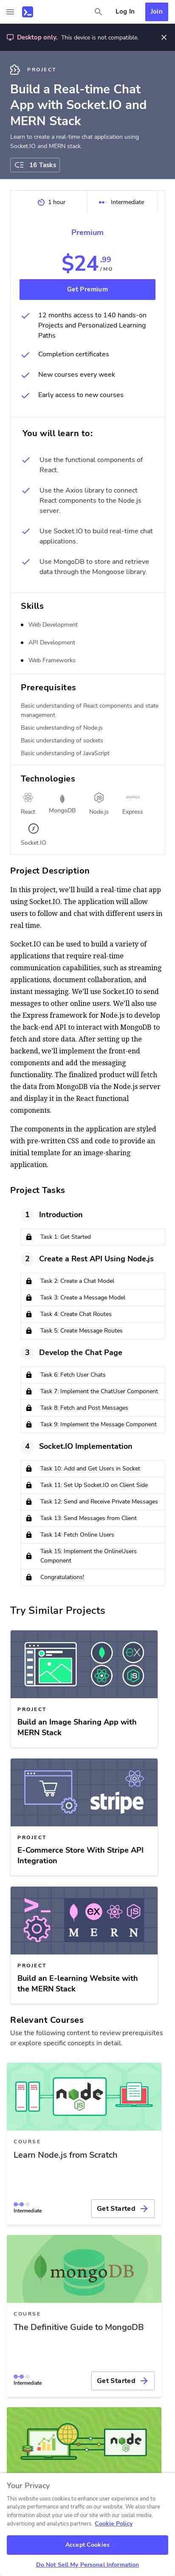 Log In
Join
Desktop only. This device is not compatible.
PROJECT
Build a Real-time Chat
App with Socket.IO and
MERN Stack
Learn to create a real-time chat application using
Socket.IO and MERN stack.
16 Tasks
1 hour
Intermediate
Premium
$24.99
/MO
Get Premium
12 months access to 140 hands-on
Projects and Personalized Learning
Paths
Completion certificates
New courses every week
Early access to new courses
You will learn to:
Use the functional components of
React.
Use the Axios library to connect
React components to the Node.js
server.
Use Socket.IO to build real-time chat
applications.
Use MongoDB to store and retrieve
data through the Mongoose library.
Skills
Web Development
API Development
Web Frameworks
Prerequisites
Basic understanding of React components and state
management
Basic understanding of Node.js
Basic understanding of sockets
Basic understanding of JavaScript
Technologies
React
MongoDB
Node.js
Express
Socket.IO
Project Description
In this project, we'll build a real-time chat app
using Socket.IO. The application will allow
users to follow and chat with different users in
real time.
Socket.IO can be used to build a variety of
applications that require real-time
communication capabilities, such as streaming
applications, document collaboration, and
instant messaging. We'll use Socket.IO to send
messages to other online users. We'll also use
the Express framework for Node.js to develop
the back-end API to interact with MongoDB to
fetch and store data. After setting up the
backend, we'll implement the front-end
components and add the messaging
functionality. The finalized product will fetch
the data from MongoDB via the Node.js server
and display it in the React functional
components.
The components in the application are styled
with pre-written CSS and code to provide an
initial template for an image-sharing
application.
Project Tasks
1 Introduction
Task 1: Get Started
2 Create a Rest API Using Node.js
Task 2: Create a Chat Model
Task 3: Create a Message Model
Task 4: Create Chat Routes
Task 5: Create Message Routes
3 Develop the Chat Page
Task 6: Fetch User Chats
Task 7: Implement the ChatUser Component
Task 8: Fetch and Post Messages
Task 9: Implement the Message Component
4 Socket.IO Implementation
Task 10: Add and Get Users in Socket
Task 11: Set Up Socket.IO on Client Side
Task 12: Send and Receive Private Messages
Task 13: Send Messages from Client
Task 14: Fetch Online Users
Task 15: Implement the OnlineUsers
Component
Congratulations!
Try Similar Projects
PROJECT
Build an Image Sharing App with
MERN Stack
stripe
PROJECT
E-Commerce Store With Stripe API
Integration
MERN
PROJECT
Build an E-learning Website with
the MERN Stack
Relevant Courses
Use the following content to review prerequisites
or explore specific concepts in detail.
node
COURSE
Learn Node.js from Scratch
Intermediate
Get Started
mongoDB
COURSE
The Definitive Guide to MongoDB
Intermediate
Get Started
node
Your Privacy
This website uses cookies to enhance user experience and
analyze performance and traffic on our website. We also share
information about your use of our site with our social media,
advertising and analytics partners. Cookie Policy
Accept Cookies
Do Not Sell My Personal Information